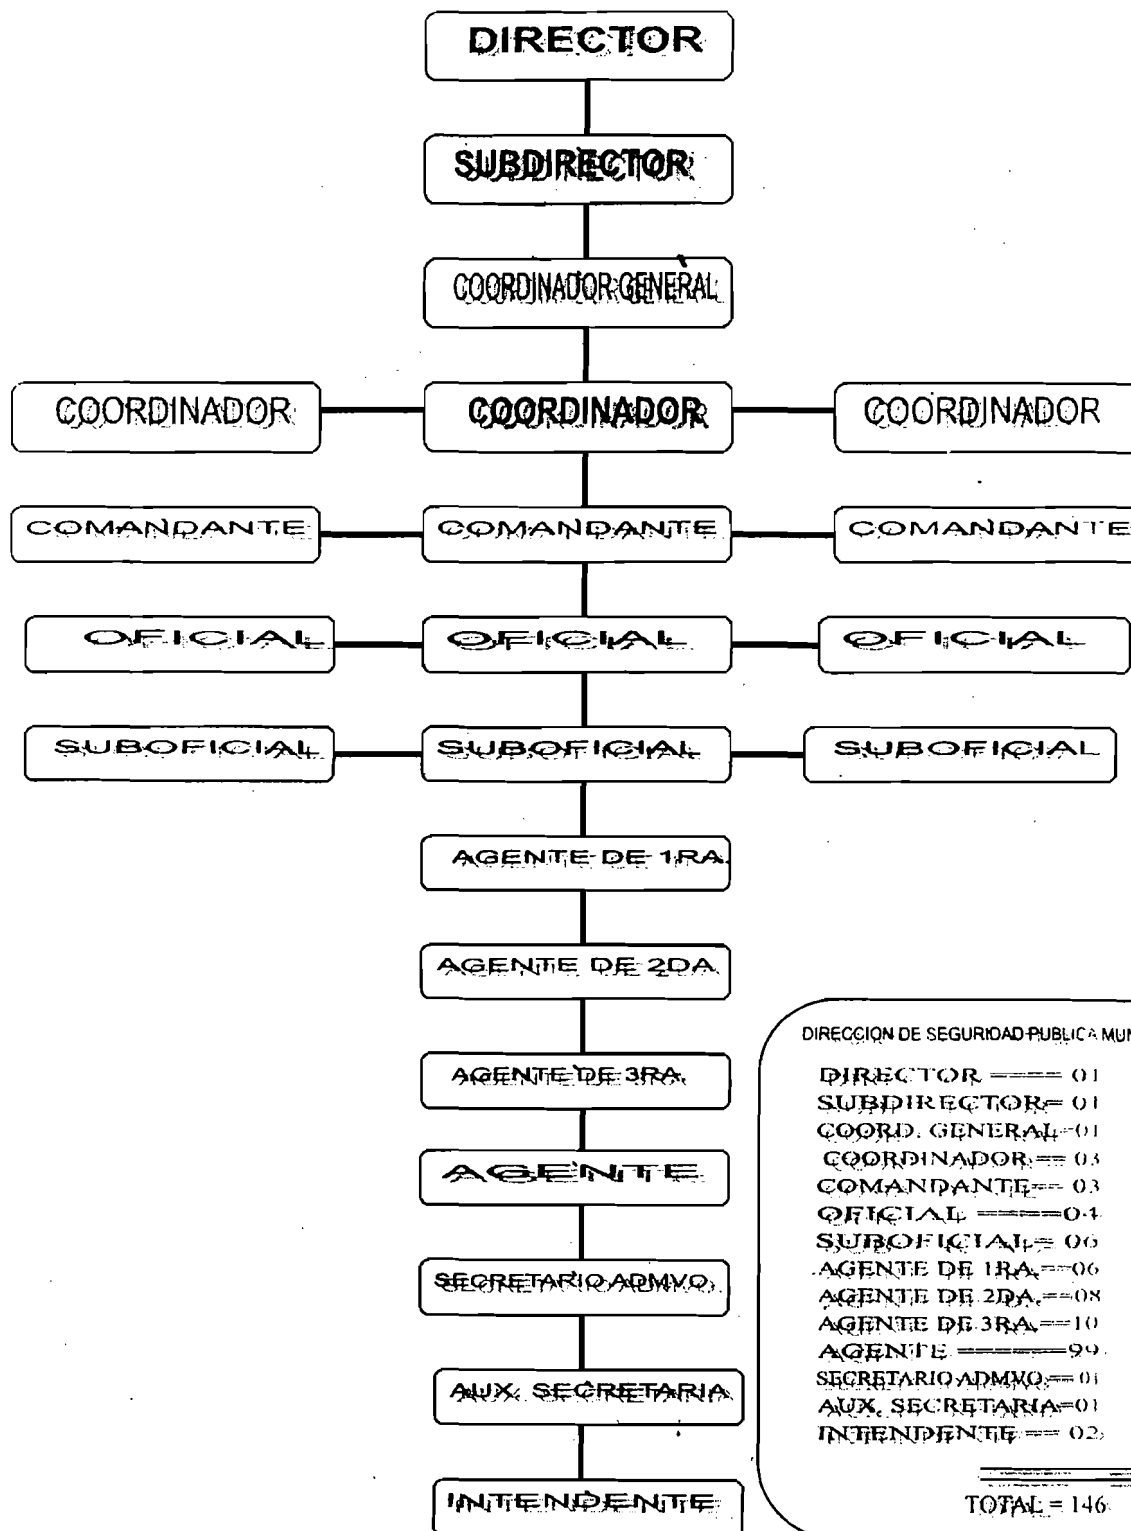 DIRECTOR
SUBDIRECTOR
COORDINADOR GENERAL
COORDINADOR
COORDINADOR
COORDINADOR
COMANDANTE
COMANDANTE
COMANDANTE
OFICIAL
OFICIAL
OFICIAL
SUBOFICIAL
SUBOFICIAL
SUBOFICIAL
AGENTE DE 1RA.
AGENTE DE 2DA
AGENTE DE 3RA
AGENTE
SECRETARIO ADMVO.
AUX. SECRETARIA
INTENDENTE
DIRECCION DE SEGURIDAD PUBLICA MUN
DIRECTOR ==== 01
SUBDIRECTOR= 01
COORD. GENERAL=01
COORDINADOR == 03
COMANDANTE== 03
OFICIAL =====04
SUBOFICIAL= 06
AGENTE DE 1RA.==06
AGENTE DE 2DA.==08
AGENTE DE 3RA.==10
AGENTE ======99
SECRETARIO ADMVO.== 01
AUX. SECRETARIA=01
INTENDENTE == 02
TOTAL = 146